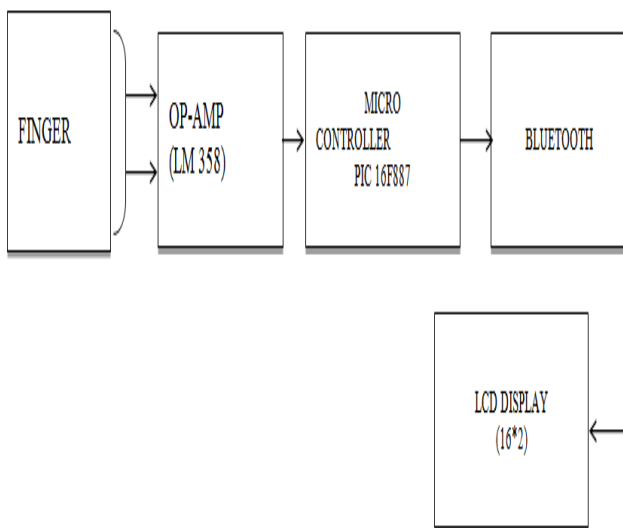 FINGER
OP-AMP
(LM 358)
MICRO
CONTROLLER
PIC 16F887
BLUETOOTH
LCD DISPLAY
(16*2)